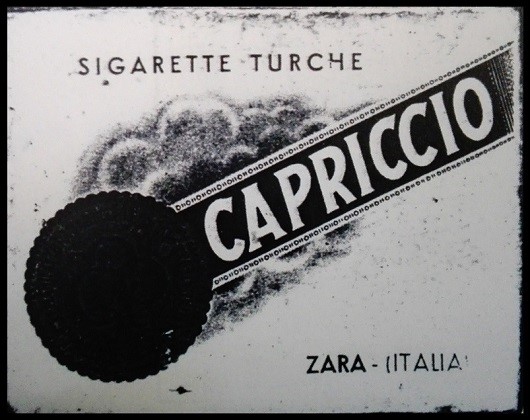 SIGARETTE TURCHE
CAPRICCIO
ZARA - (ITALIA)